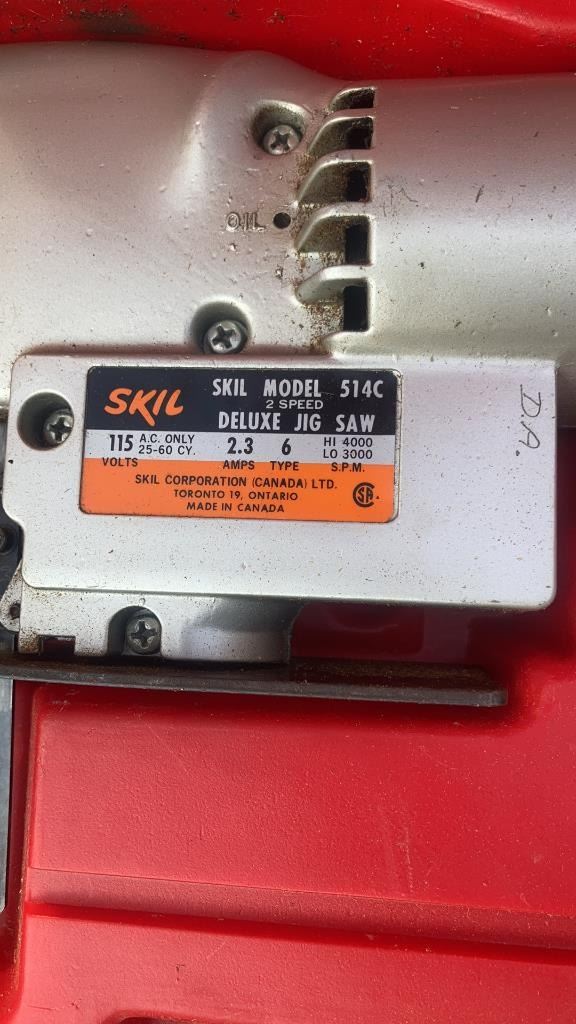 OIL
SKIL
SKIL MODEL 514C
2 SPEED
DELUXE JIG SAW
115 A.C. ONLY 25-60 CY.
VOLTS
2.3
AMPS
6
TYPE
HI 4000
LO 3000
S.P.M.
SKIL CORPORATION (CANADA) LTD.
TORONTO 19, ONTARIO
MADE IN CANADA
SA
D.A.